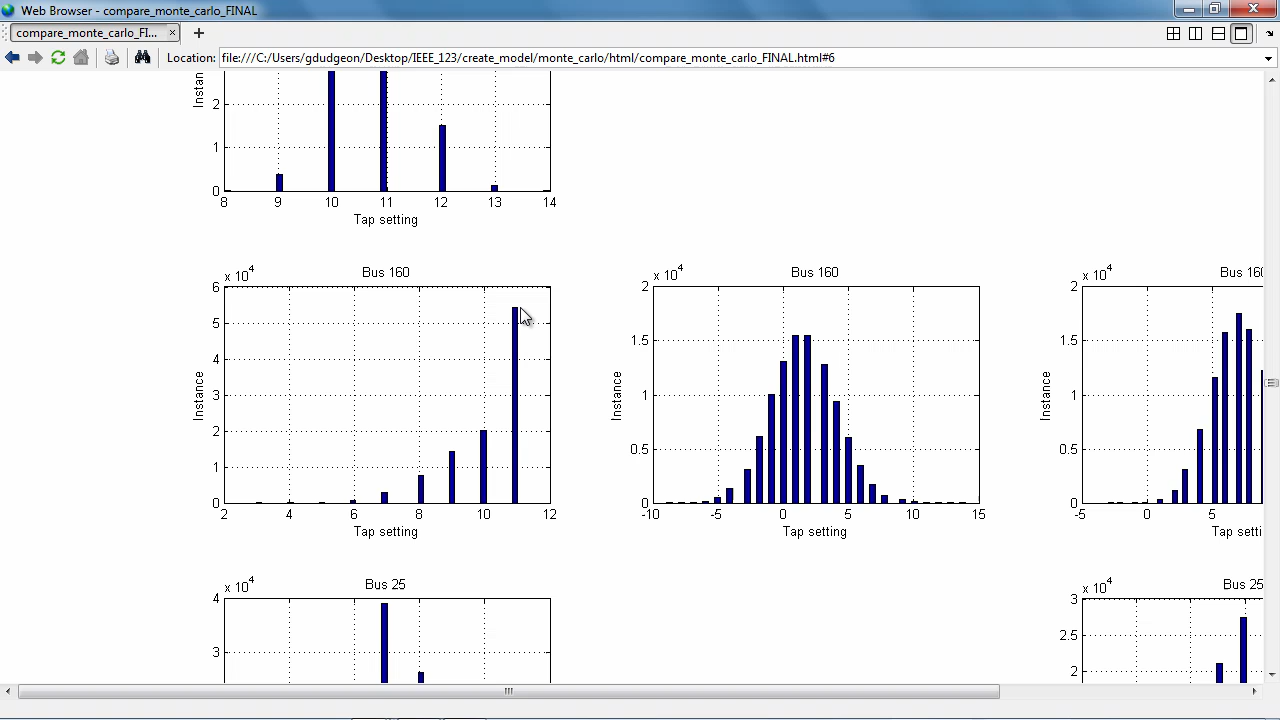 Web Browser - compare_monte_carlo_FINAL
compare_monte_carlo_FI...
Location: file:///C:/Users/gdudgeon/Desktop/IEEE_123/create_model/monte_carlo/html/compare_monte_carlo_FINAL.html#6
Instan
2
1
0
8 9 10 11 12 13 14
Tap setting
x 10^4 Bus 160
6
5
4
3
2
1
0
Instance
2 4 6 8 10 12
Tap setting
x 10^4 Bus 160
2
1.5
1
0.5
0
Instance
-10 -5 0 5 10 15
Tap setting
x 10^4 Bus 160
2
1.5
1
0.5
0
Instance
-5 0 5
Tap setti
x 10^4 Bus 25
4
3
x 10^4 Bus 25
3
2.5
2